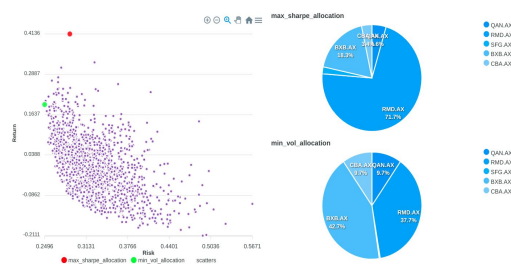 max_sharpe_allocation
0.4136
0.2887
0.1637
0.0388
-0.0862
-0.2111
Return
0.2496
0.3131
0.3766
0.4401
0.5036
0.5671
Risk
max_sharpe_allocation
min_vol_allocation
scatters
BXB.AX
18.3%
RMD.AX
71.7%
QAN.AX
RMD.AX
SFG.AX
BXB.AX
CBA.AX
min_vol_allocation
CBA.AX
9.7%
QAN.AX
9.7%
BXB.AX
42.7%
RMD.AX
37.7%
QAN.AX
RMD.AX
SFG.AX
BXB.AX
CBA.AX